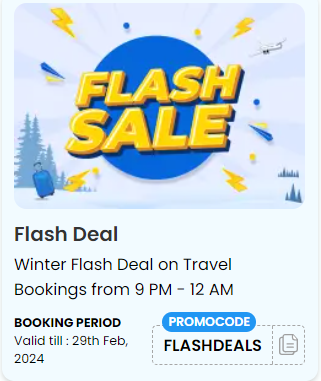 FLASH
SALE
Flash Deal
Winter Flash Deal on Travel
Bookings from 9 PM - 12 AM
BOOKING PERIOD
Valid till : 29th Feb,
2024
PROMOCODE
FLASHDEALS